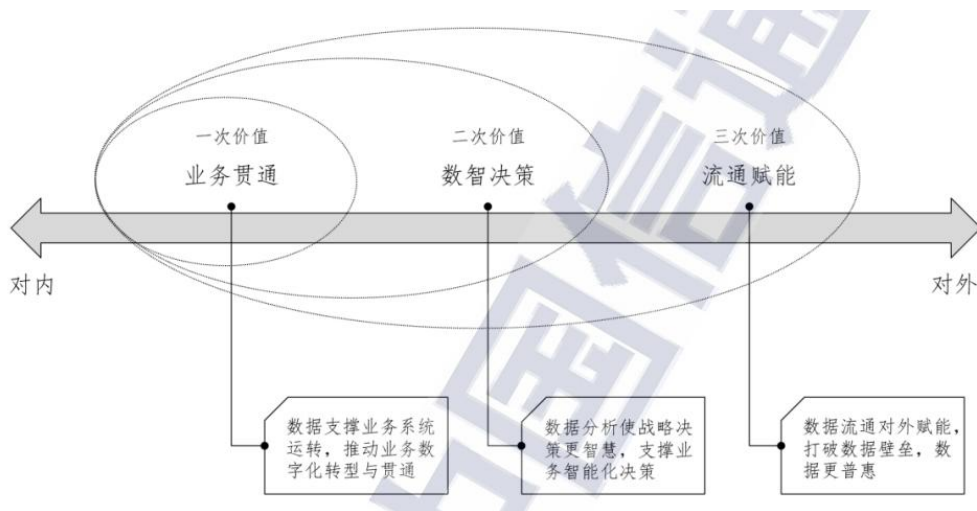 一次价值
业务贯通
二次价值
数智决策
三次价值
流通赋能
对内
对外
数据支撑业务系统
运转，推动业务数
字化转型与贯通
数据分析使战略决
策更智慧，支撑业
务智能化决策
数据流通对外赋能，
打破数据壁垒，数
据更普惠